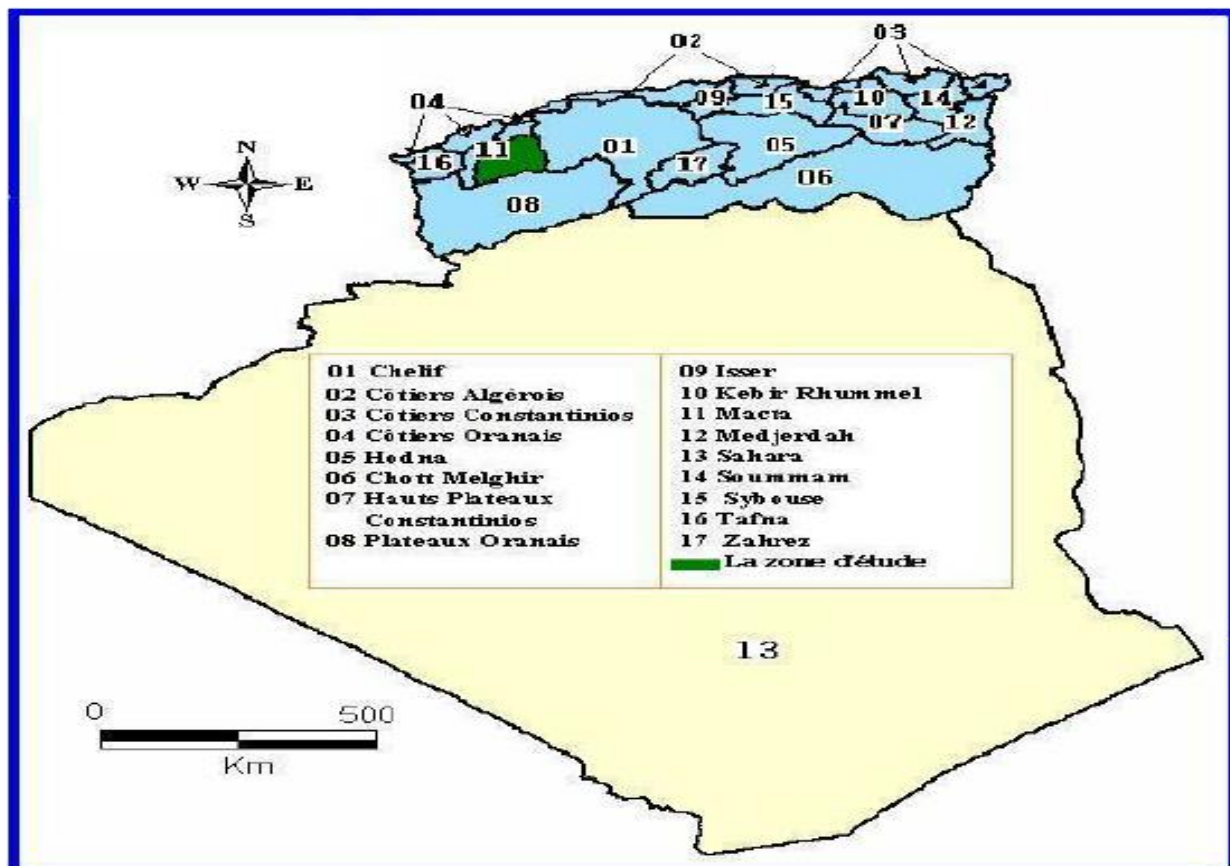 02
03
04
09
15
10
14
07
12
16
11
01
17
05
06
08
N
W E
S
01 Chelif
02 Côtiers Algérois
03 Côtiers Constantinios
04 Côtiers Oranais
05 Hodna
06 Chott Melghir
07 Hauts Plateaux
Constantinios
08 Plateaux Oranais
09 Isser
10 Kebir Rhummel
11 Macta
12 Medjerdah
13 Sahara
14 Soummam
15 Sybouse
16 Tafna
17 Zahrez
La zone d'étude
13
0 500
Km